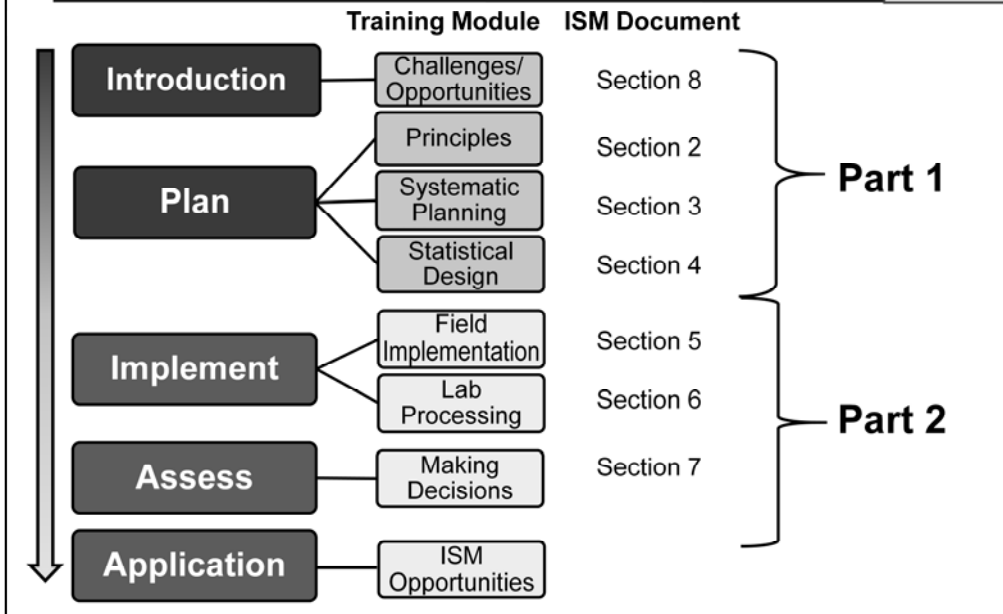 Training Module ISM Document
Introduction
Challenges/
Opportunities
Section 8
Plan
Principles
Section 2
Systematic
Planning
Section 3
Statistical
Design
Section 4
Part 1
Implement
Field
Implementation
Section 5
Lab
Processing
Section 6
Assess
Making
Decisions
Section 7
Part 2
Application
ISM
Opportunities